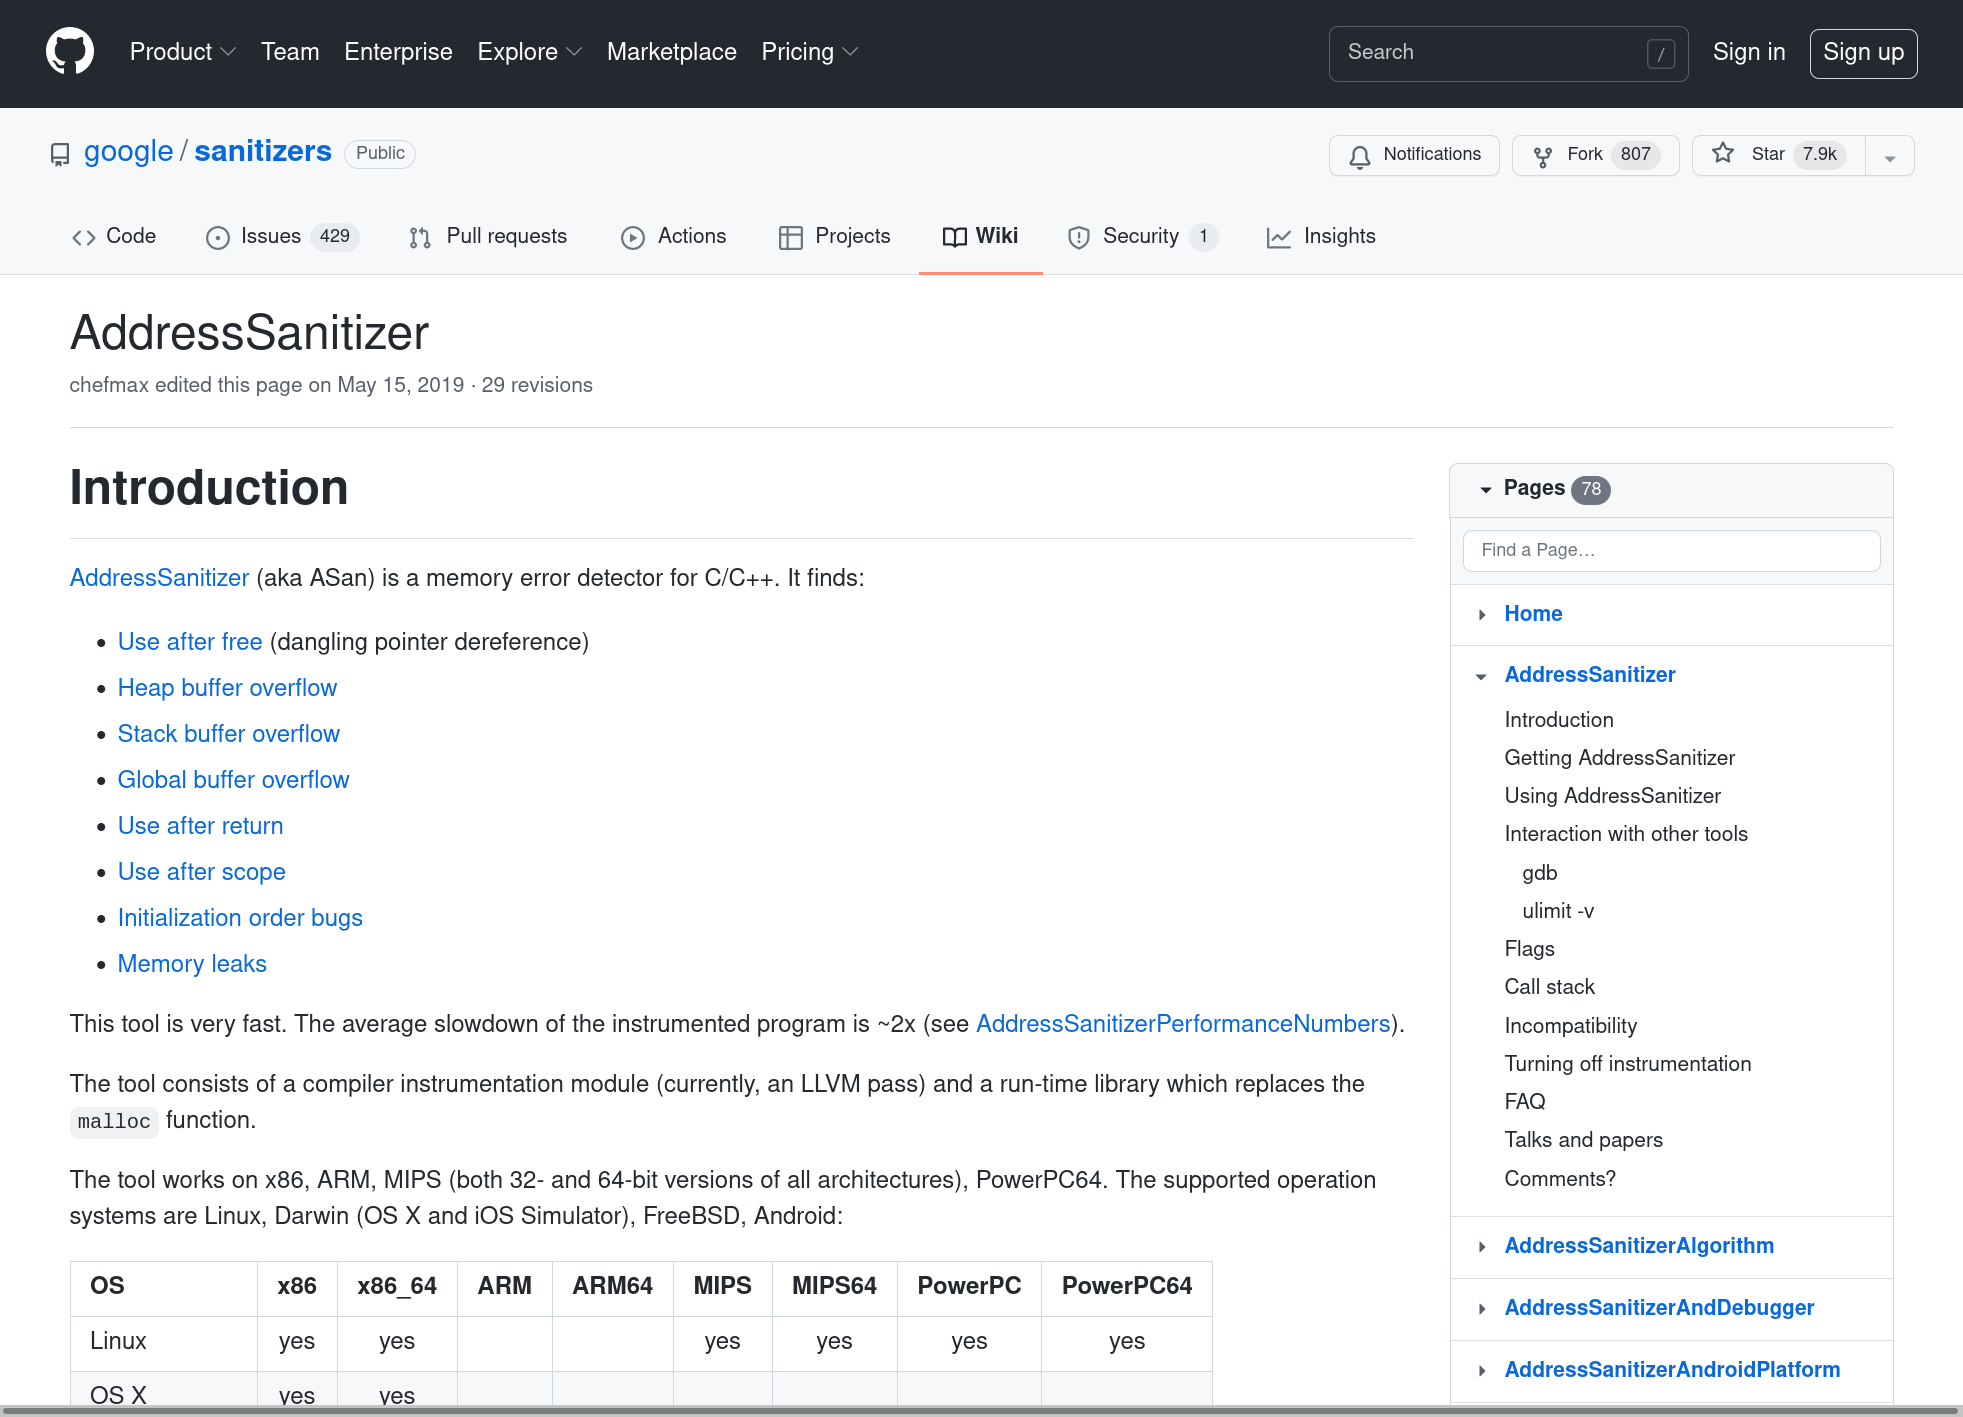 Product Team Enterprise Explore Marketplace Pricing Search / Sign in Sign up
google / sanitizers Public Notifications Fork 807 Star 7.9k
Code Issues 429 Pull requests Actions Projects Wiki Security 1 Insights
AddressSanitizer
chefmax edited this page on May 15, 2019 · 29 revisions
Introduction
AddressSanitizer (aka ASan) is a memory error detector for C/C++. It finds:
• Use after free (dangling pointer dereference)
• Heap buffer overflow
• Stack buffer overflow
• Global buffer overflow
• Use after return
• Use after scope
• Initialization order bugs
• Memory leaks
This tool is very fast. The average slowdown of the instrumented program is ~2x (see AddressSanitizerPerformanceNumbers).
The tool consists of a compiler instrumentation module (currently, an LLVM pass) and a run-time library which replaces the
malloc function.
The tool works on x86, ARM, MIPS (both 32- and 64-bit versions of all architectures), PowerPC64. The supported operation
systems are Linux, Darwin (OS X and iOS Simulator), FreeBSD, Android:
OS x86 x86_64 ARM ARM64 MIPS MIPS64 PowerPC PowerPC64
Linux yes yes yes yes yes yes
OS X yes yes
Pages 78
Find a Page…
Home
AddressSanitizer
Introduction
Getting AddressSanitizer
Using AddressSanitizer
Interaction with other tools
gdb
ulimit -v
Flags
Call stack
Incompatibility
Turning off instrumentation
FAQ
Talks and papers
Comments?
AddressSanitizerAlgorithm
AddressSanitizerAndDebugger
AddressSanitizerAndroidPlatform